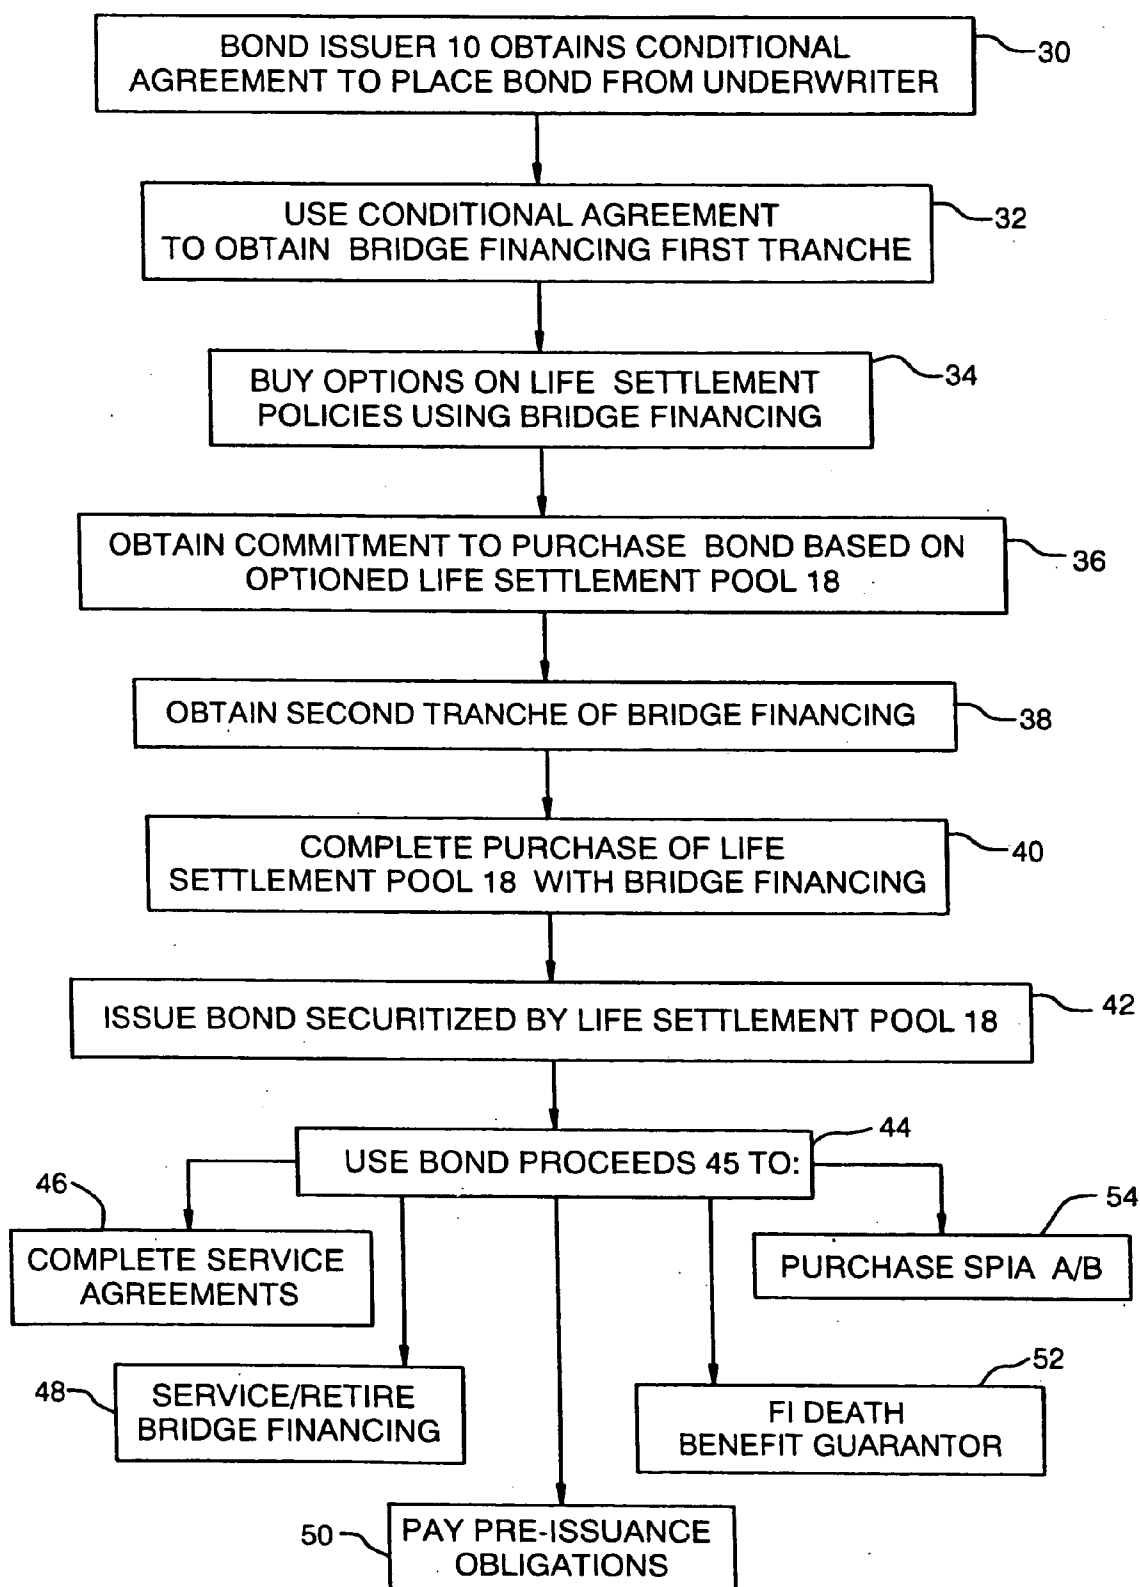 BOND ISSUER 10 OBTAINS CONDITIONAL
AGREEMENT TO PLACE BOND FROM UNDERWRITER
30
USE CONDITIONAL AGREEMENT
TO OBTAIN BRIDGE FINANCING FIRST TRANCHE
32
BUY OPTIONS ON LIFE SETTLEMENT
POLICIES USING BRIDGE FINANCING
34
OBTAIN COMMITMENT TO PURCHASE BOND BASED ON
OPTIONED LIFE SETTLEMENT POOL 18
36
OBTAIN SECOND TRANCHE OF BRIDGE FINANCING
38
COMPLETE PURCHASE OF LIFE
SETTLEMENT POOL 18 WITH BRIDGE FINANCING
40
ISSUE BOND SECURITIZED BY LIFE SETTLEMENT POOL 18
42
USE BOND PROCEEDS 45 TO:
44
46
COMPLETE SERVICE
AGREEMENTS
54
PURCHASE SPIA A/B
48
SERVICE/RETIRE
BRIDGE FINANCING
52
FI DEATH
BENEFIT GUARANTOR
50
PAY PRE-ISSUANCE
OBLIGATIONS